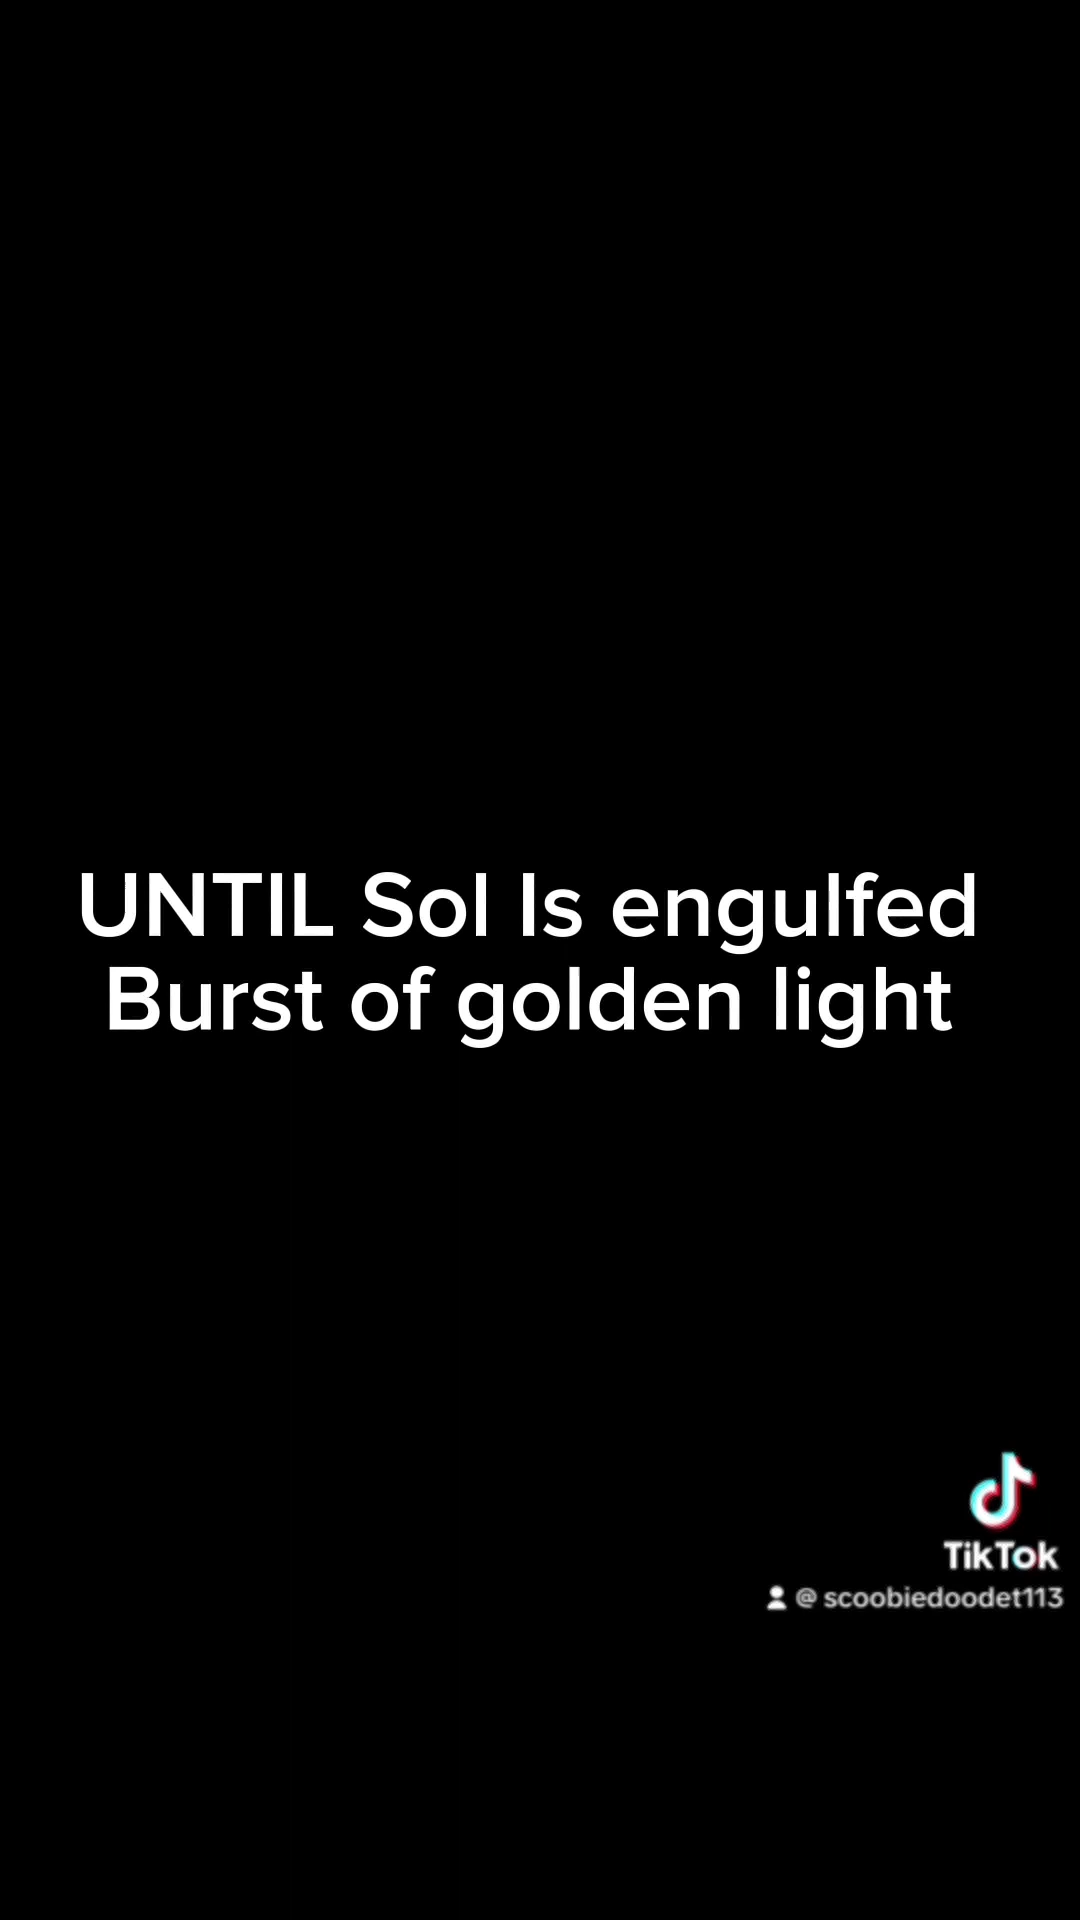 UNTIL Sol Is engulfed
Burst of golden light
TikTok
@ scoobiedoodet113